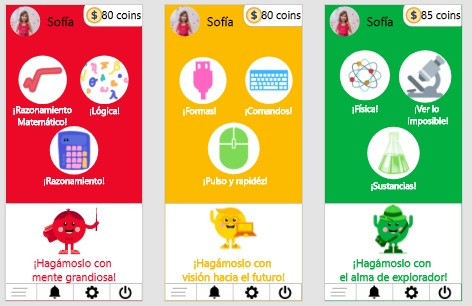 Sofía
$ 80 coins
¡Razonamiento
Matemático!
¡Lógica!
¡Razonamiento!
¡Hagámoslo con
mente grandiosa!
Sofía
$ 80 coins
¡Formas!
¡Comandos!
¡Pulso y rapidéz!
¡Hagámoslo con
visión hacia el futuro!
Sofía
$ 85 coins
¡Física!
¡Ver lo
Imposible!
¡Sustancias!
¡Hagámoslo con
el alma de explorador!